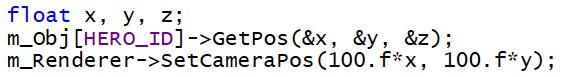 float x, y, z;
m_Obj[HERO_ID]->GetPos(&x, &y, &z);
m_Renderer->SetCameraPos(100.f*x, 100.f*y);